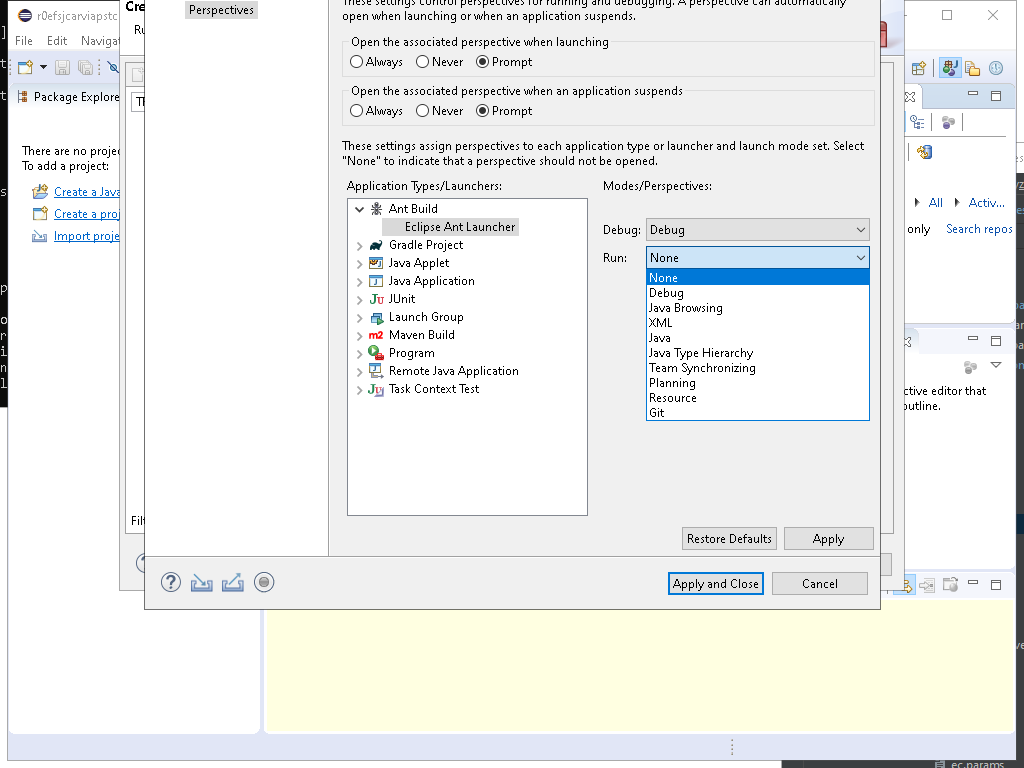 r0efsjcarviapstc
File Edit Navigat
Package Explore
There are no projec
To add a project:
Create a Java
Create a proj
Import proje
Cre
Ru
Filt
Perspectives
These settings control perspectives for running and debugging. A perspective can automatically
open when launching or when an application suspends.
Open the associated perspective when launching
Always Never Prompt
Open the associated perspective when an application suspends
Always Never Prompt
These settings assign perspectives to each application type or launcher and launch mode set. Select
"None" to indicate that a perspective should not be opened.
Application Types/Launchers:
Ant Build
Eclipse Ant Launcher
Gradle Project
Java Applet
Java Application
Ju JUnit
Launch Group
m2 Maven Build
Program
Remote Java Application
Task Context Test
Modes/Perspectives:
Debug: Debug
Run: None
None
Debug
Java Browsing
XML
Java
Java Type Hierarchy
Team Synchronizing
Planning
Resource
Git
Restore Defaults Apply
Apply and Close Cancel
All Activ...
only Search repos
ctive editor that
outline.
ec.params